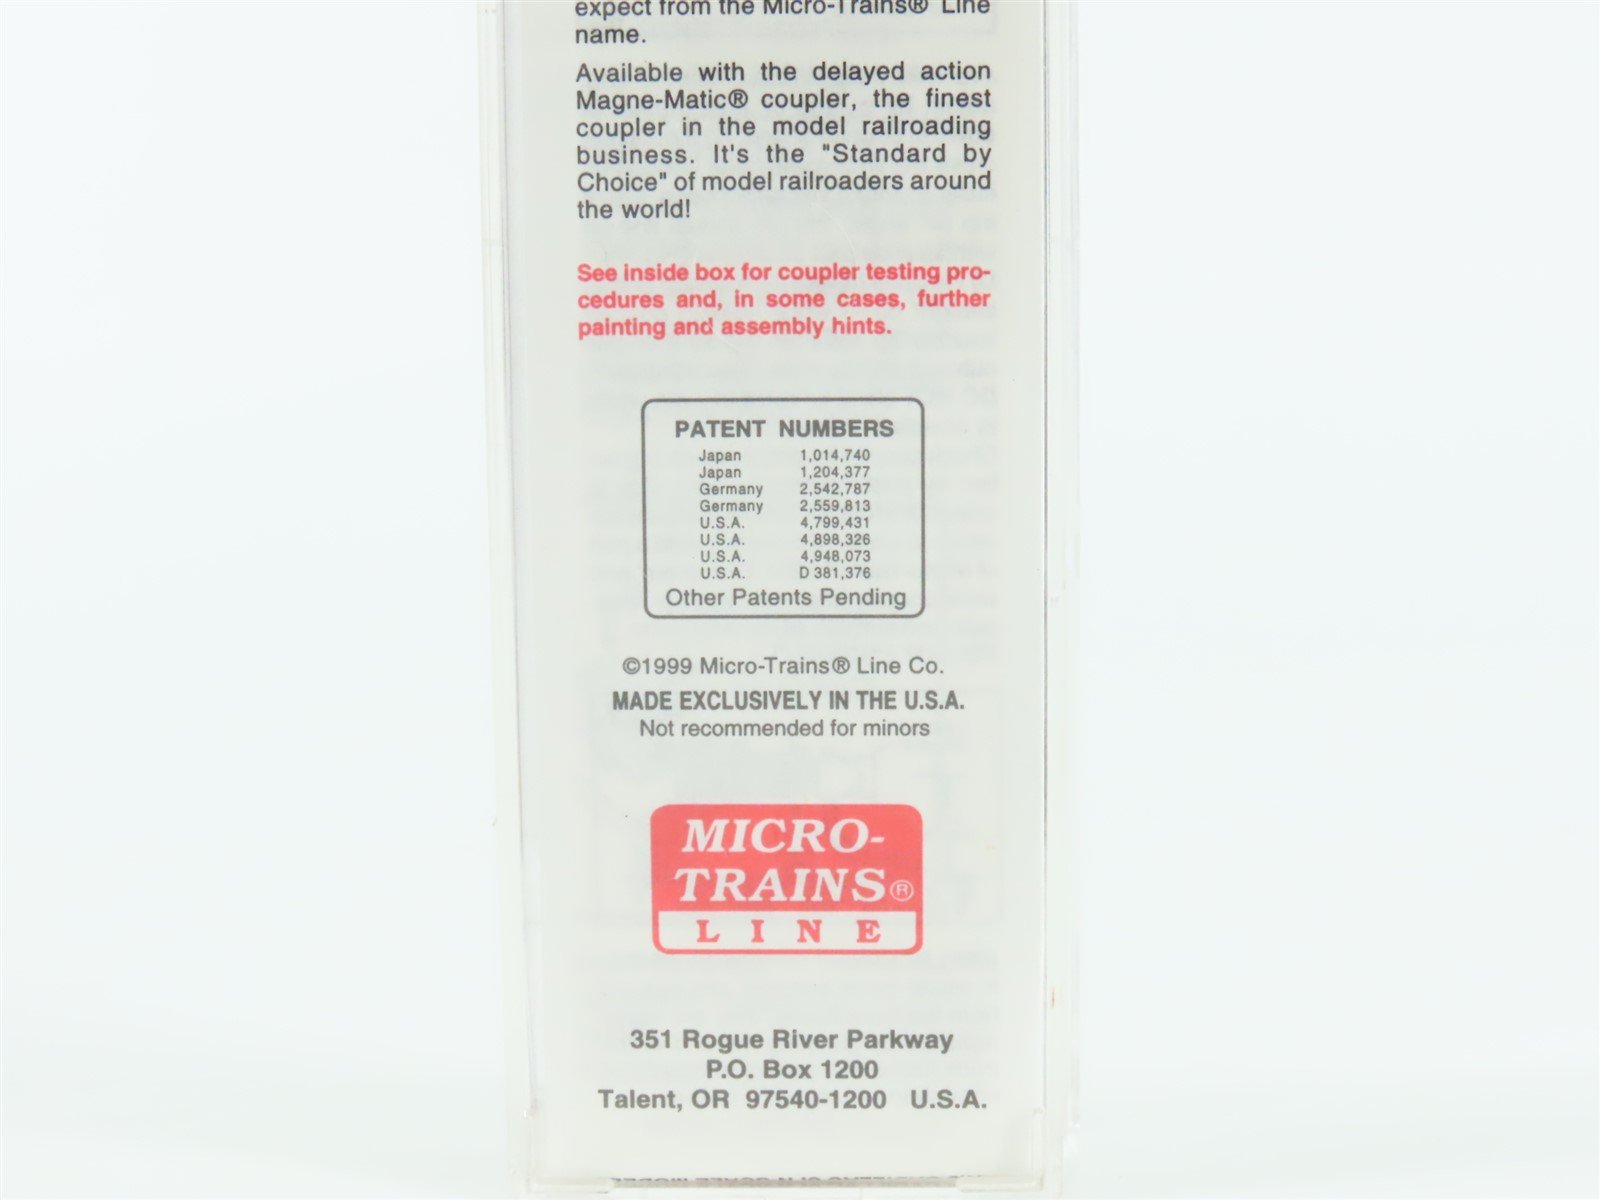 expect from the Micro-Trains® Line
name.
Available with the delayed action
Magne-Matic® coupler, the finest
coupler in the model railroading
business. It's the "Standard by
Choice" of model railroaders around
the world!
See inside box for coupler testing pro-
cedures and, in some cases, further
painting and assembly hints.
PATENT NUMBERS
Japan 1,014,740
Japan 1,204,377
Germany 2,542,787
Germany 2,559,813
U.S.A. 4,799,431
U.S.A. 4,898,326
U.S.A. 4,948,073
U.S.A. D 381,376
Other Patents Pending
©1999 Micro-Trains® Line Co.
MADE EXCLUSIVELY IN THE U.S.A.
Not recommended for minors
MICRO-
TRAINS®
LINE
351 Rogue River Parkway
P.O. Box 1200
Talent, OR 97540-1200 U.S.A.